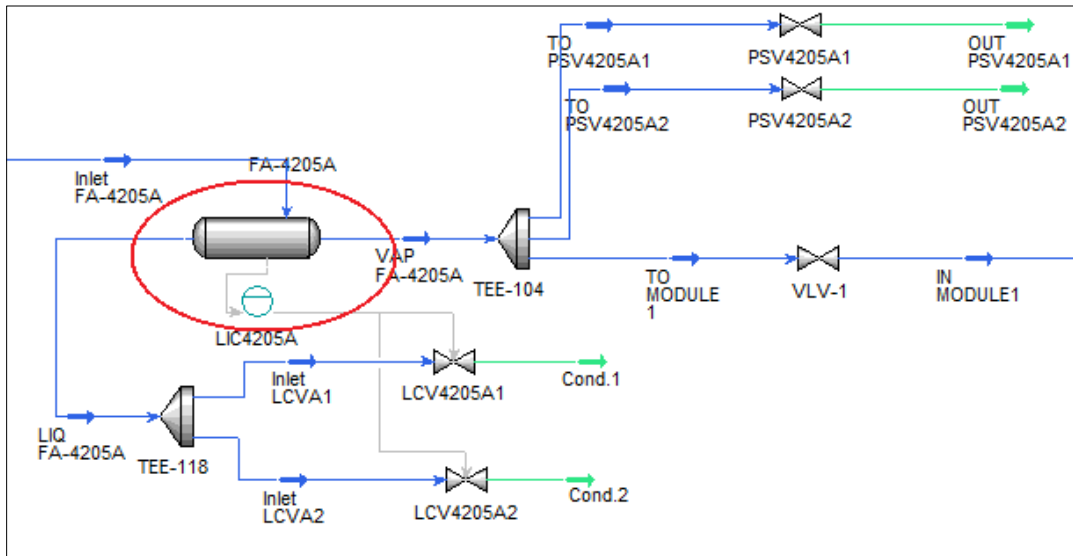 TO
PSV4205A1
PSV4205A1
OUT
PSV4205A1
TO
PSV4205A2
PSV4205A2
OUT
PSV4205A2
Inlet
FA-4205A
FA-4205A
VAP
FA-4205A
TEE-104
TO
MODULE
1
VLV-1
IN
MODULE1
LIC4205A
Inlet
LCVA1
LCV4205A1
Cond.1
LIQ
FA-4205A
TEE-118
Inlet
LCVA2
LCV4205A2
Cond.2